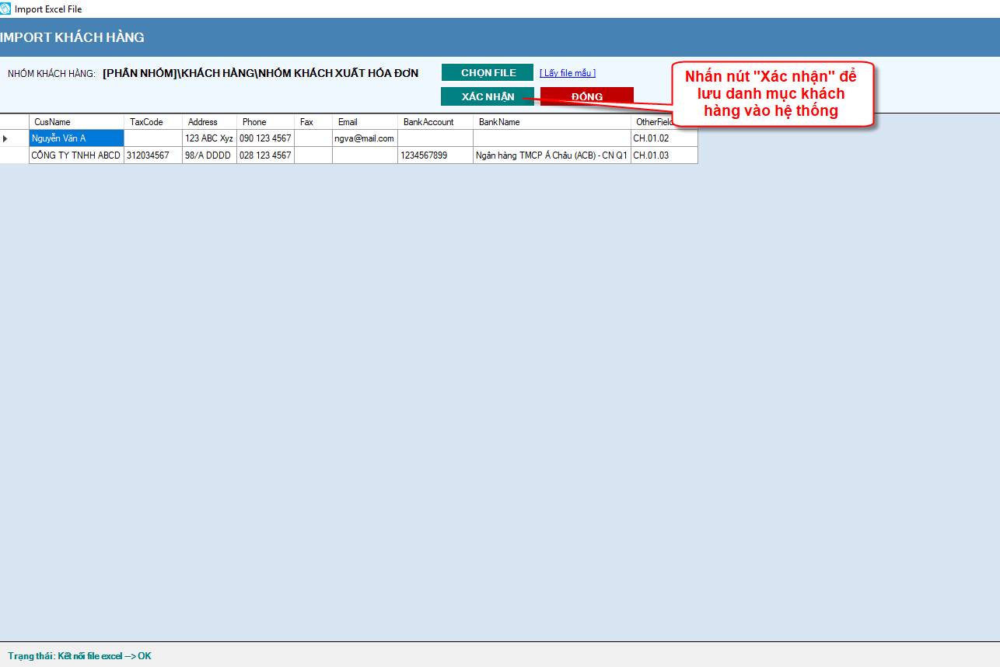 Import Excel File
IMPORT KHÁCH HÀNG
NHÓM KHÁCH HÀNG: [PHÂN NHÓM]\KHÁCH HÀNG\NHÓM KHÁCH XUẤT HÓA ĐƠN CHỌN FILE [ Lấy file mẫu ]
XÁC NHẬN ĐÓNG
Nhấn nút "Xác nhận" để
lưu danh mục khách
hàng vào hệ thống
CusName TaxCode Address Phone Fax Email BankAccount BankName OtherField
Nguyễn Văn A 123 ABC Xyz 090 123 4567 ngva@mail.com CH.01.02
CÔNG TY TNHH ABCD 312034567 98/A DDDD 028 123 4567 1234567899 Ngân hàng TMCP Á Châu (ACB) - CN Q1 CH.01.03
Trạng thái: Kết nối file excel --> OK